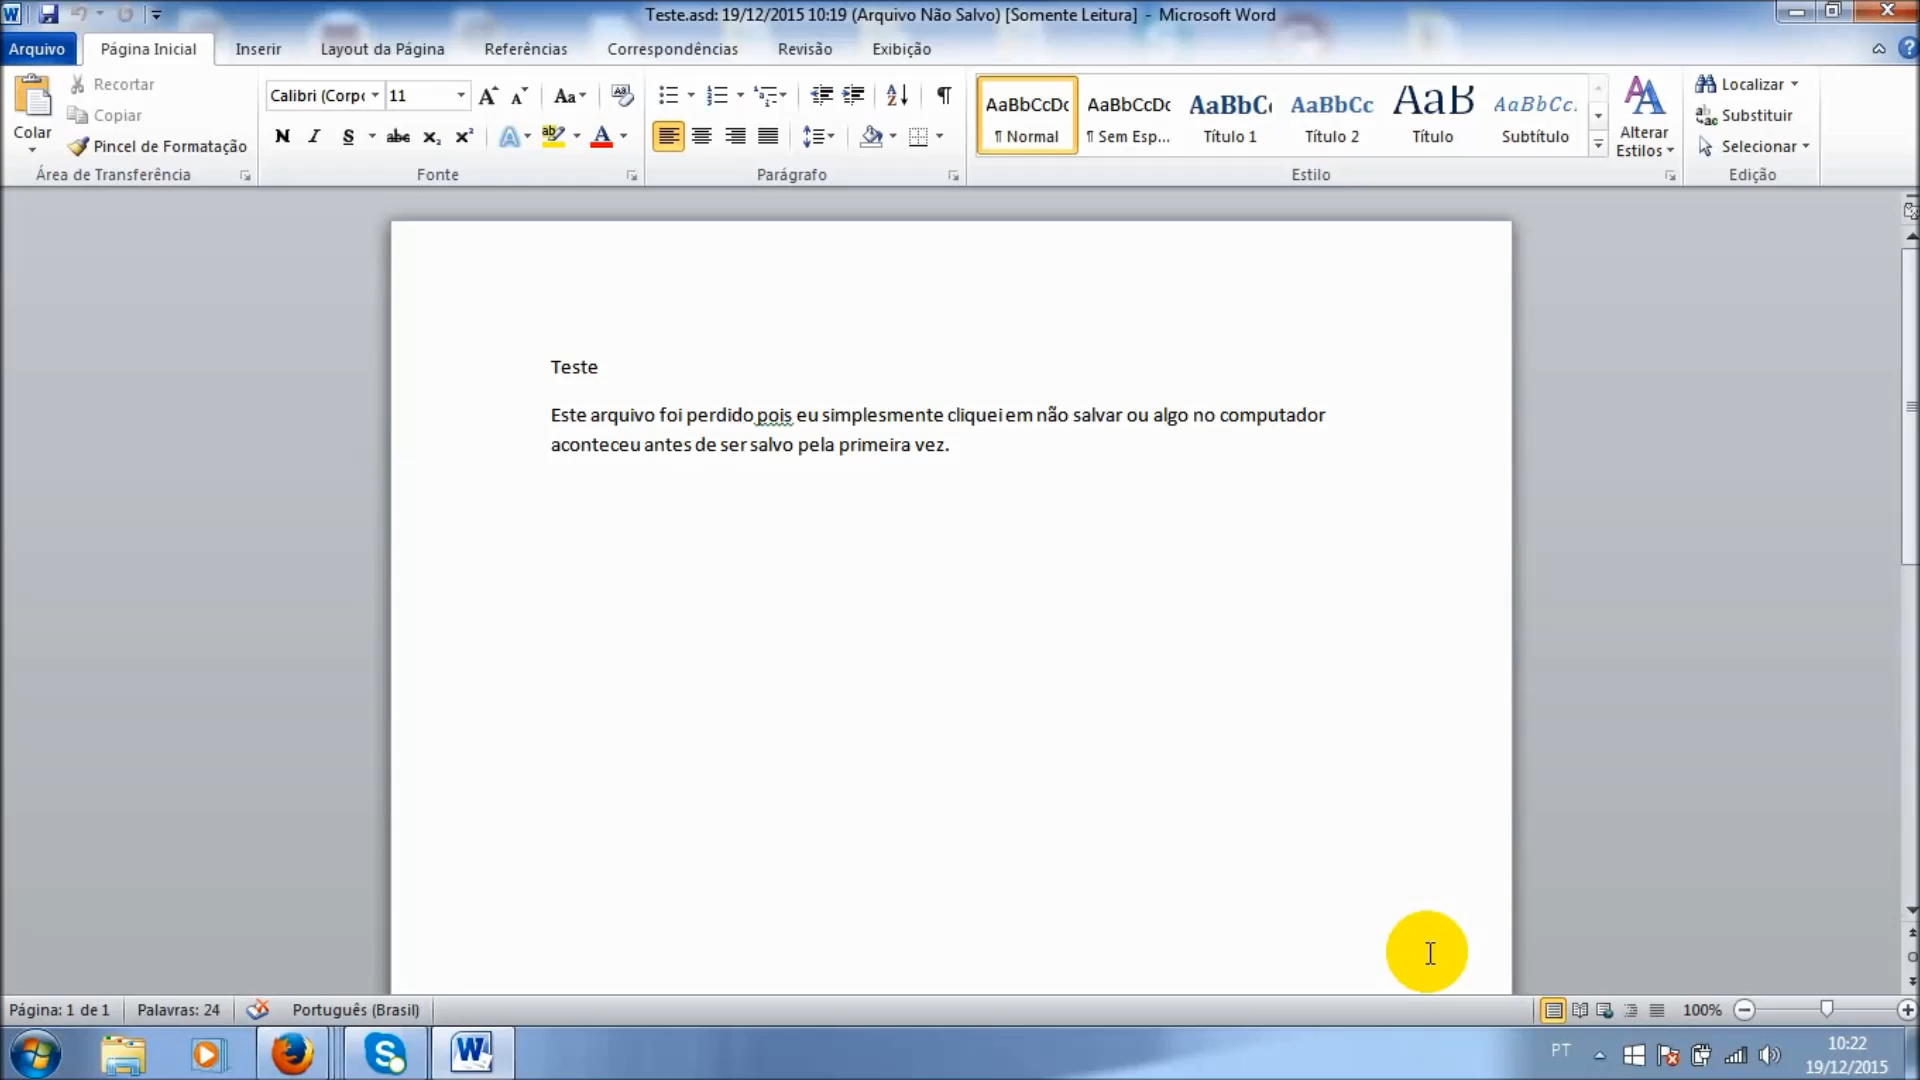 Teste.asd: 19/12/2015 10:19 (Arquivo Não Salvo) [Somente Leitura] - Microsoft Word
Arquivo Página Inicial Inserir Layout da Página Referências Correspondências Revisão Exibição
Colar
Recortar
Copiar
Pincel de Formatação
Área de Transferência
Calibri (Corpo 11
Aa
N I S abc x₂ x² A ab A
Fonte
Parágrafo
AaBbCcDc AaBbCcDc AaBbC AaBbCc AaB AaBbCc.
¶ Normal ¶ Sem Esp... Título 1 Título 2 Título Subtítulo
Estilo
Alterar
Estilos
Localizar
Substituir
Selecionar
Edição
Teste
Este arquivo foi perdido pois eu simplesmente cliquei em não salvar ou algo no computador
aconteceu antes de ser salvo pela primeira vez.
Página: 1 de 1 Palavras: 24 Português (Brasil) 100%
PT 10:22
19/12/2015